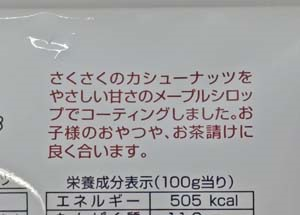 さくさくのカシューナッツを
やさしい甘さのメープルシロッ
プでコーティングしました。お
子様のおやつや、お茶請けに
良く合います。
栄養成分表示(100g当り)
エネルギー 505 kcal